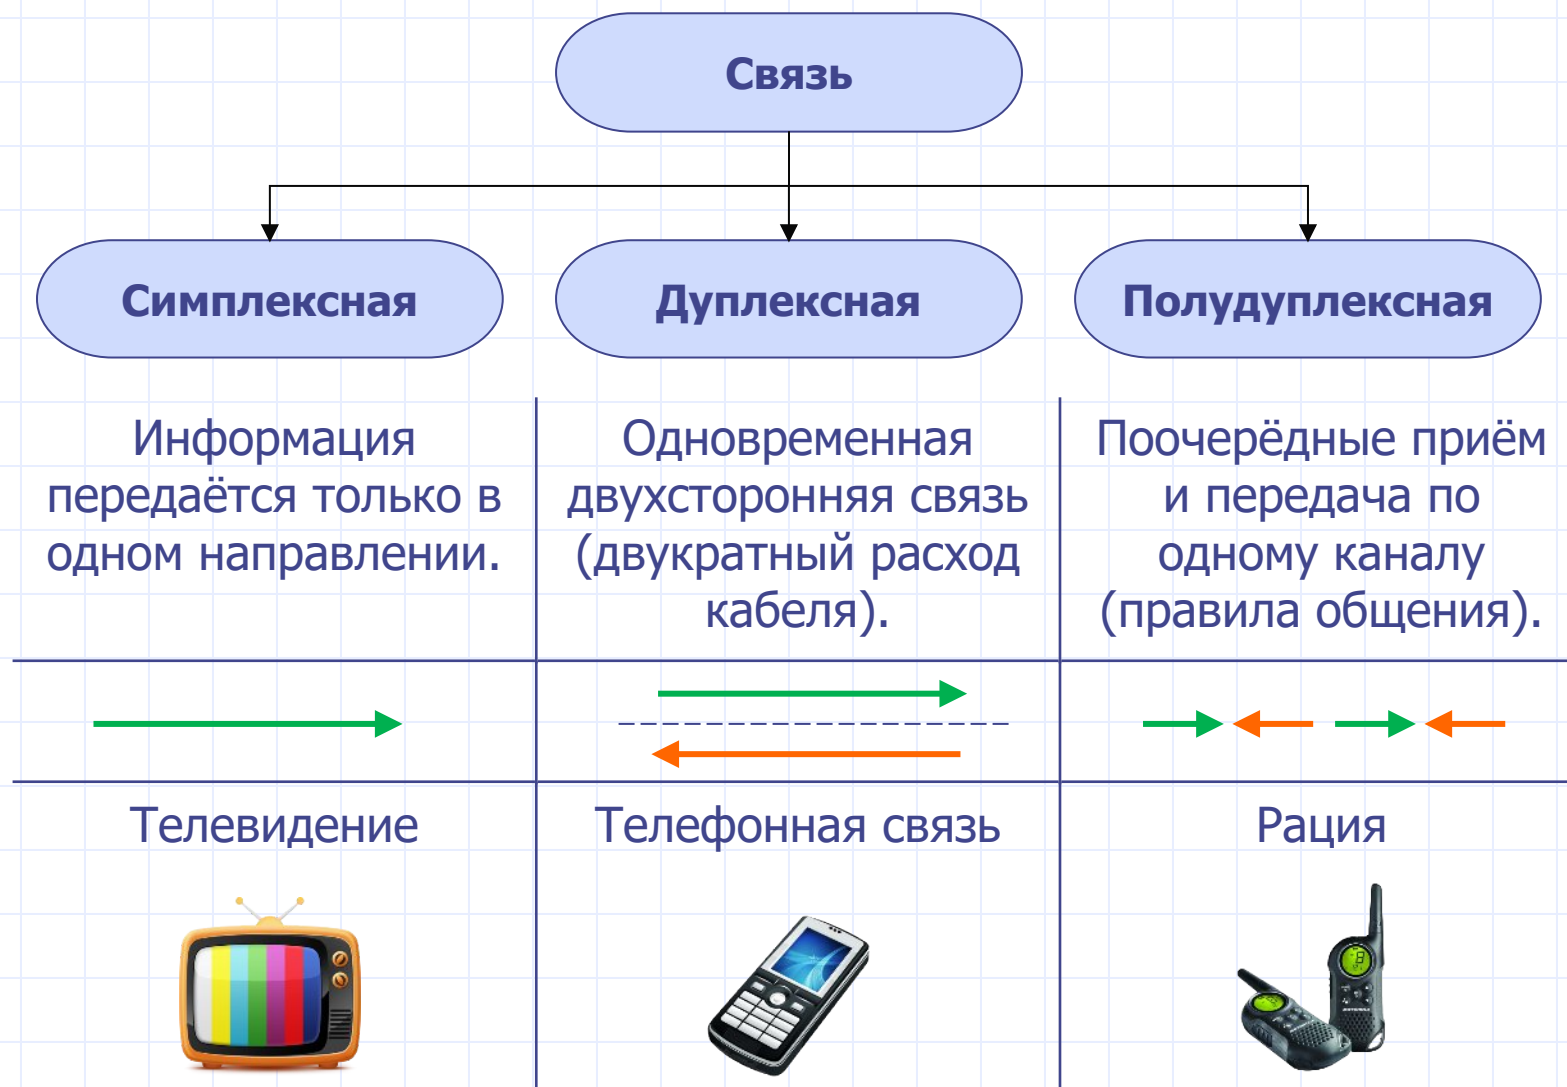 Связь
Симплексная
Дуплексная
Полудуплексная
Информация
передаётся только в
одном направлении.
Одновременная
двухсторонняя связь
(двукратный расход
кабеля).
Поочерёдные приём
и передача по
одному каналу
(правила общения).
Телевидение
Телефонная связь
Рация